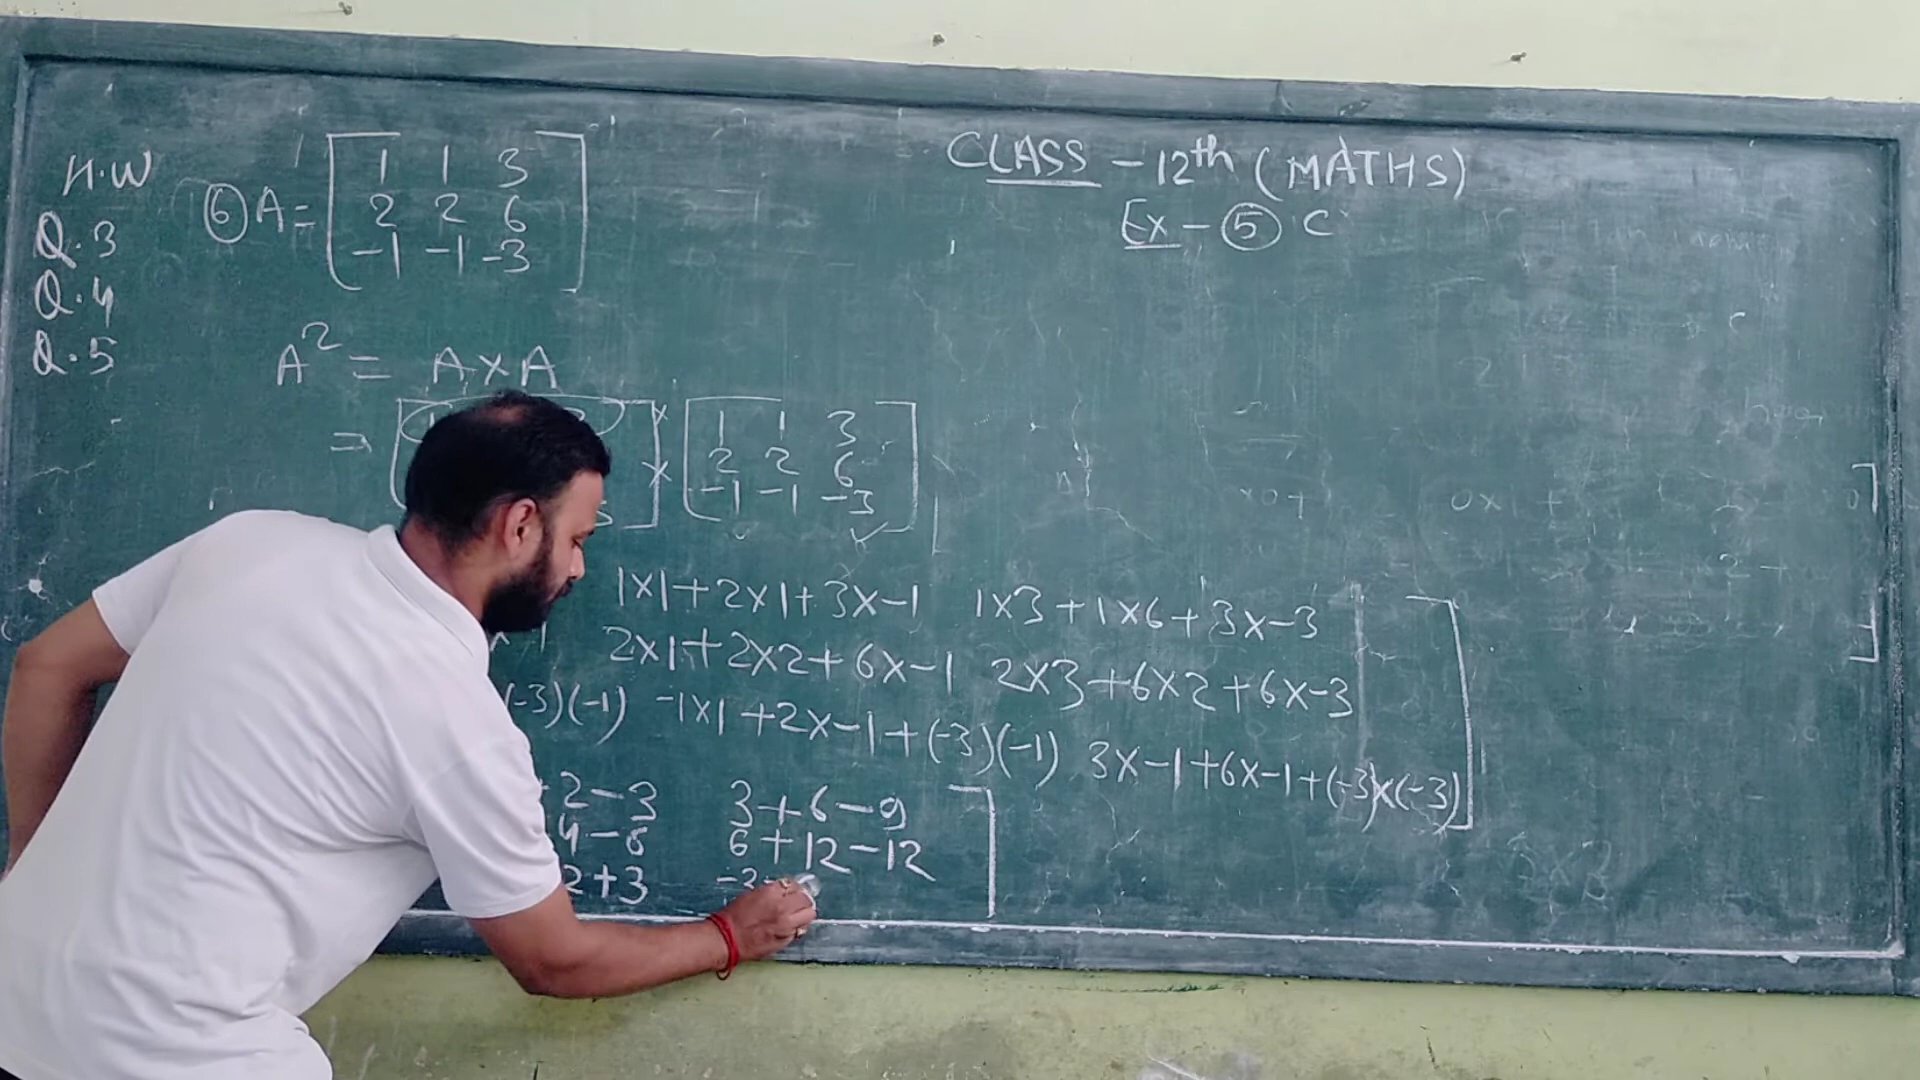 CLASS - 12th (MATHS)
Ex - ⑤ C
H.W
Q.3
Q.4
Q.5
⑥ A = [ 1 1 3
2 2 6
-1 -1 -3 ]
A² = A × A
⇒ × [ 1 1 3
× 2 2 6
-1 -1 -3 ]
1×1+2×1+3×-1 1×3+1×6+3×-3
2×1+2×2+6×-1 2×3+6×2+6×-3
(-3)(-1) -1×1+2×-1+(-3)(-1) 3×-1+6×-1+(-3)×(-3)
2-3 3+6-9
4-6 6+12-12
2+3 -3